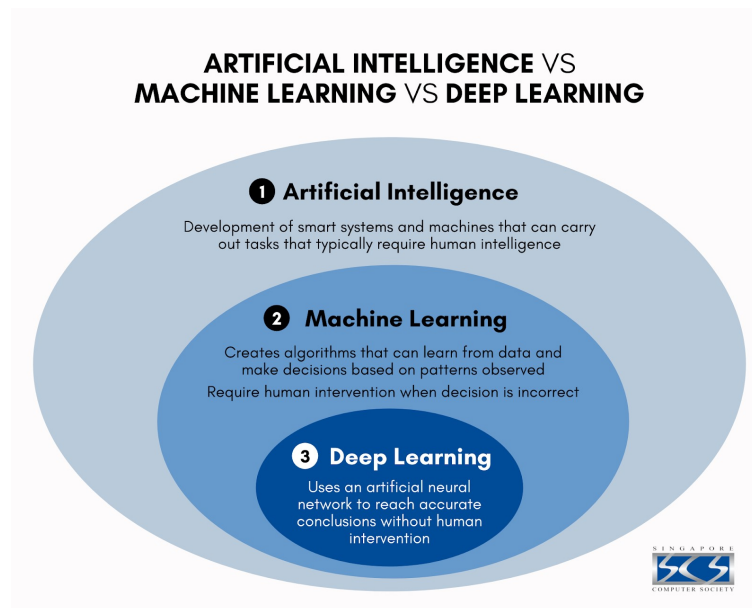 ARTIFICIAL INTELLIGENCE VS
MACHINE LEARNING VS DEEP LEARNING
1 Artificial Intelligence
Development of smart systems and machines that can carry
out tasks that typically require human intelligence
2 Machine Learning
Creates algorithms that can learn from data and
make decisions based on patterns observed
Require human intervention when decision is incorrect
3 Deep Learning
Uses an artificial neural
network to reach accurate
conclusions without human
intervention
SINGAPORE
SCS
COMPUTER SOCIETY